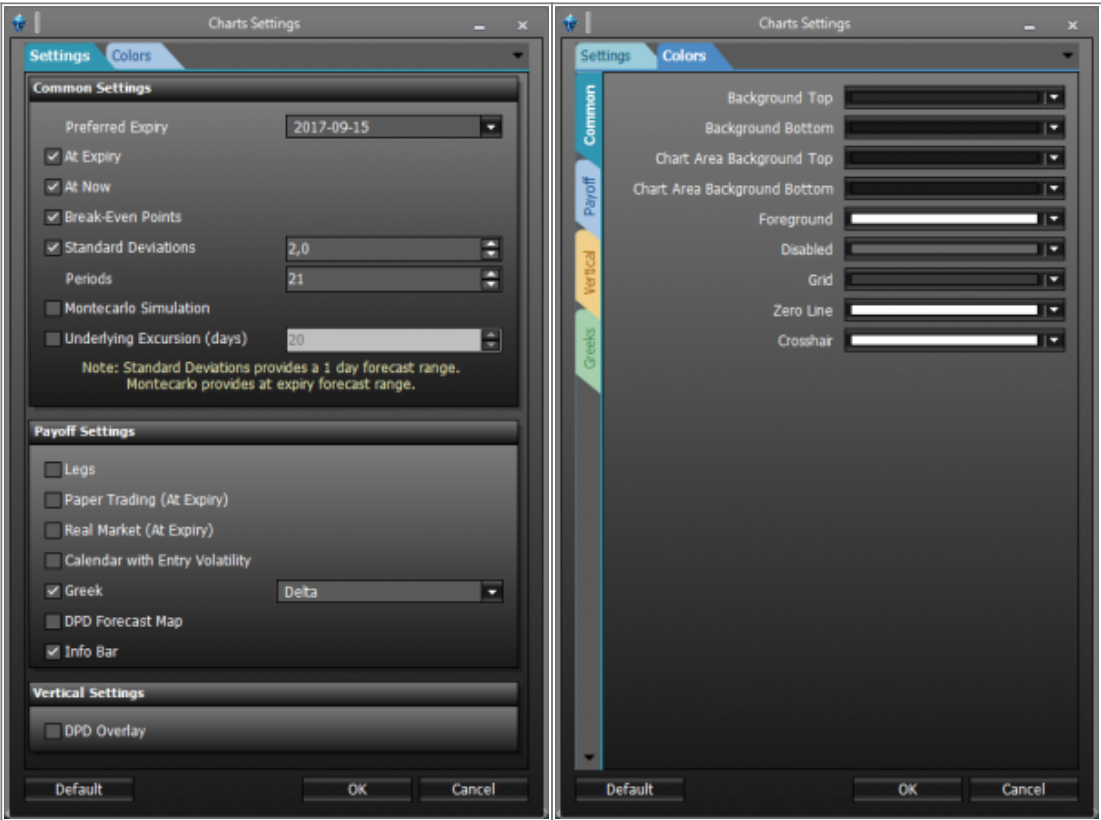 Charts Settings
Settings
Colors
Common Settings
Preferred Expiry 2017-09-15
At Expiry
At Now
Break-Even Points
Standard Deviations 2,0
Periods 21
Montecarlo Simulation
Underlying Excursion (days) 20
Note: Standard Deviations provides a 1 day forecast range.
Montecarlo provides at expiry forecast range.
Payoff Settings
Legs
Paper Trading (At Expiry)
Real Market (At Expiry)
Calendar with Entry Volatility
Greek Delta
DPD Forecast Map
Info Bar
Vertical Settings
DPD Overlay
Default OK Cancel
Charts Settings
Settings
Colors
Common
Payoff
Vertical
Greeks
Background Top
Background Bottom
Chart Area Background Top
Chart Area Background Bottom
Foreground
Disabled
Grid
Zero Line
Crosshair
Default OK Cancel